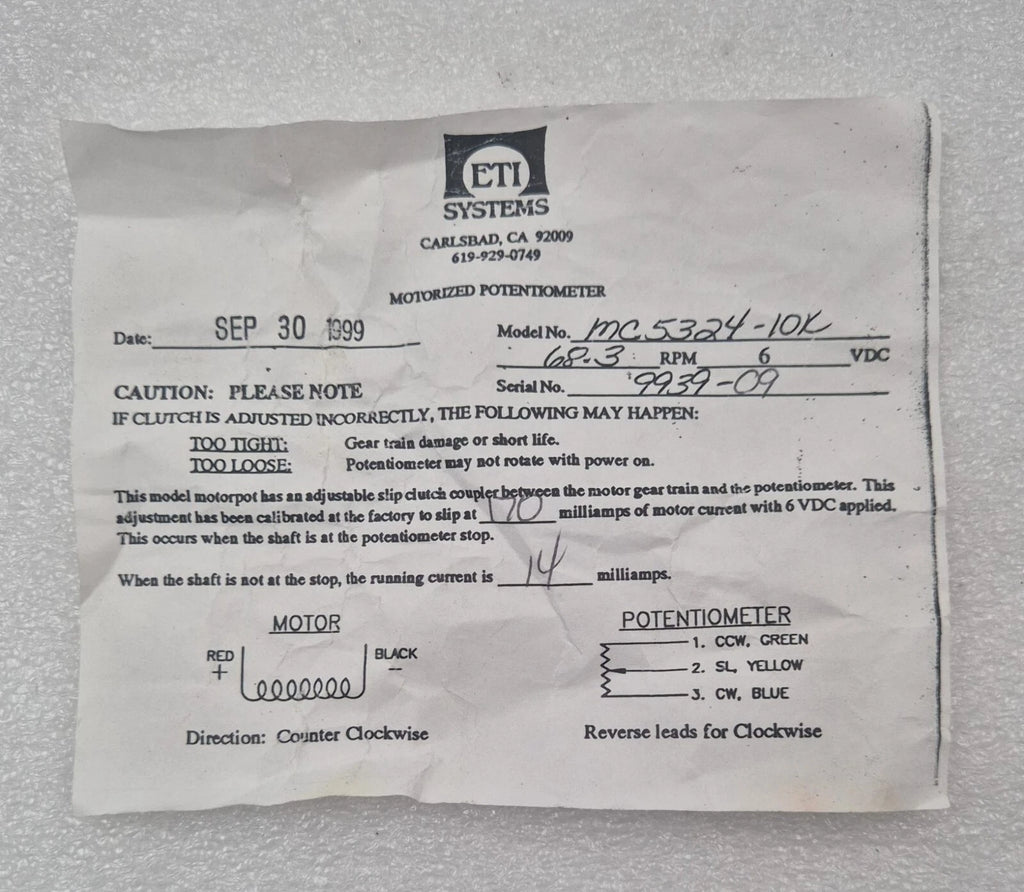 ETI
SYSTEMS
CARLSBAD, CA 92009
619-929-0749
MOTORIZED POTENTIOMETER
Date: SEP 30 1999
Model No. MC5324-10K
68.3 RPM 6 VDC
Serial No. 9939-09
CAUTION: PLEASE NOTE
IF CLUTCH IS ADJUSTED INCORRECTLY, THE FOLLOWING MAY HAPPEN:
TOO TIGHT: Gear train damage or short life.
TOO LOOSE: Potentiometer may not rotate with power on.
This model motorpot has an adjustable slip clutch coupler between the motor gear train and the potentiometer. This
adjustment has been calibrated at the factory to slip at 170 milliamps of motor current with 6 VDC applied.
This occurs when the shaft is at the potentiometer stop.
When the shaft is not at the stop, the running current is 14 milliamps.
MOTOR
RED BLACK
+ −
Direction: Counter Clockwise
POTENTIOMETER
1. CCW, GREEN
2. SL, YELLOW
3. CW, BLUE
Reverse leads for Clockwise